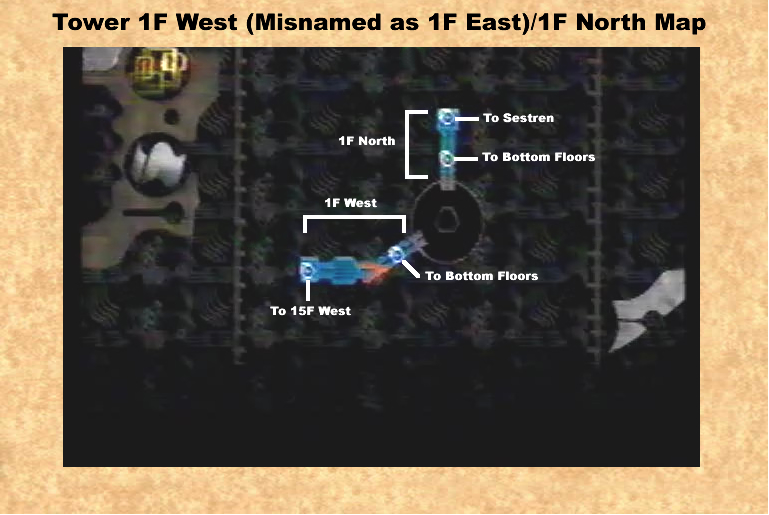 Tower 1F West (Misnamed as 1F East)/1F North Map
To Sestren
1F North
To Bottom Floors
1F West
To Bottom Floors
To 15F West